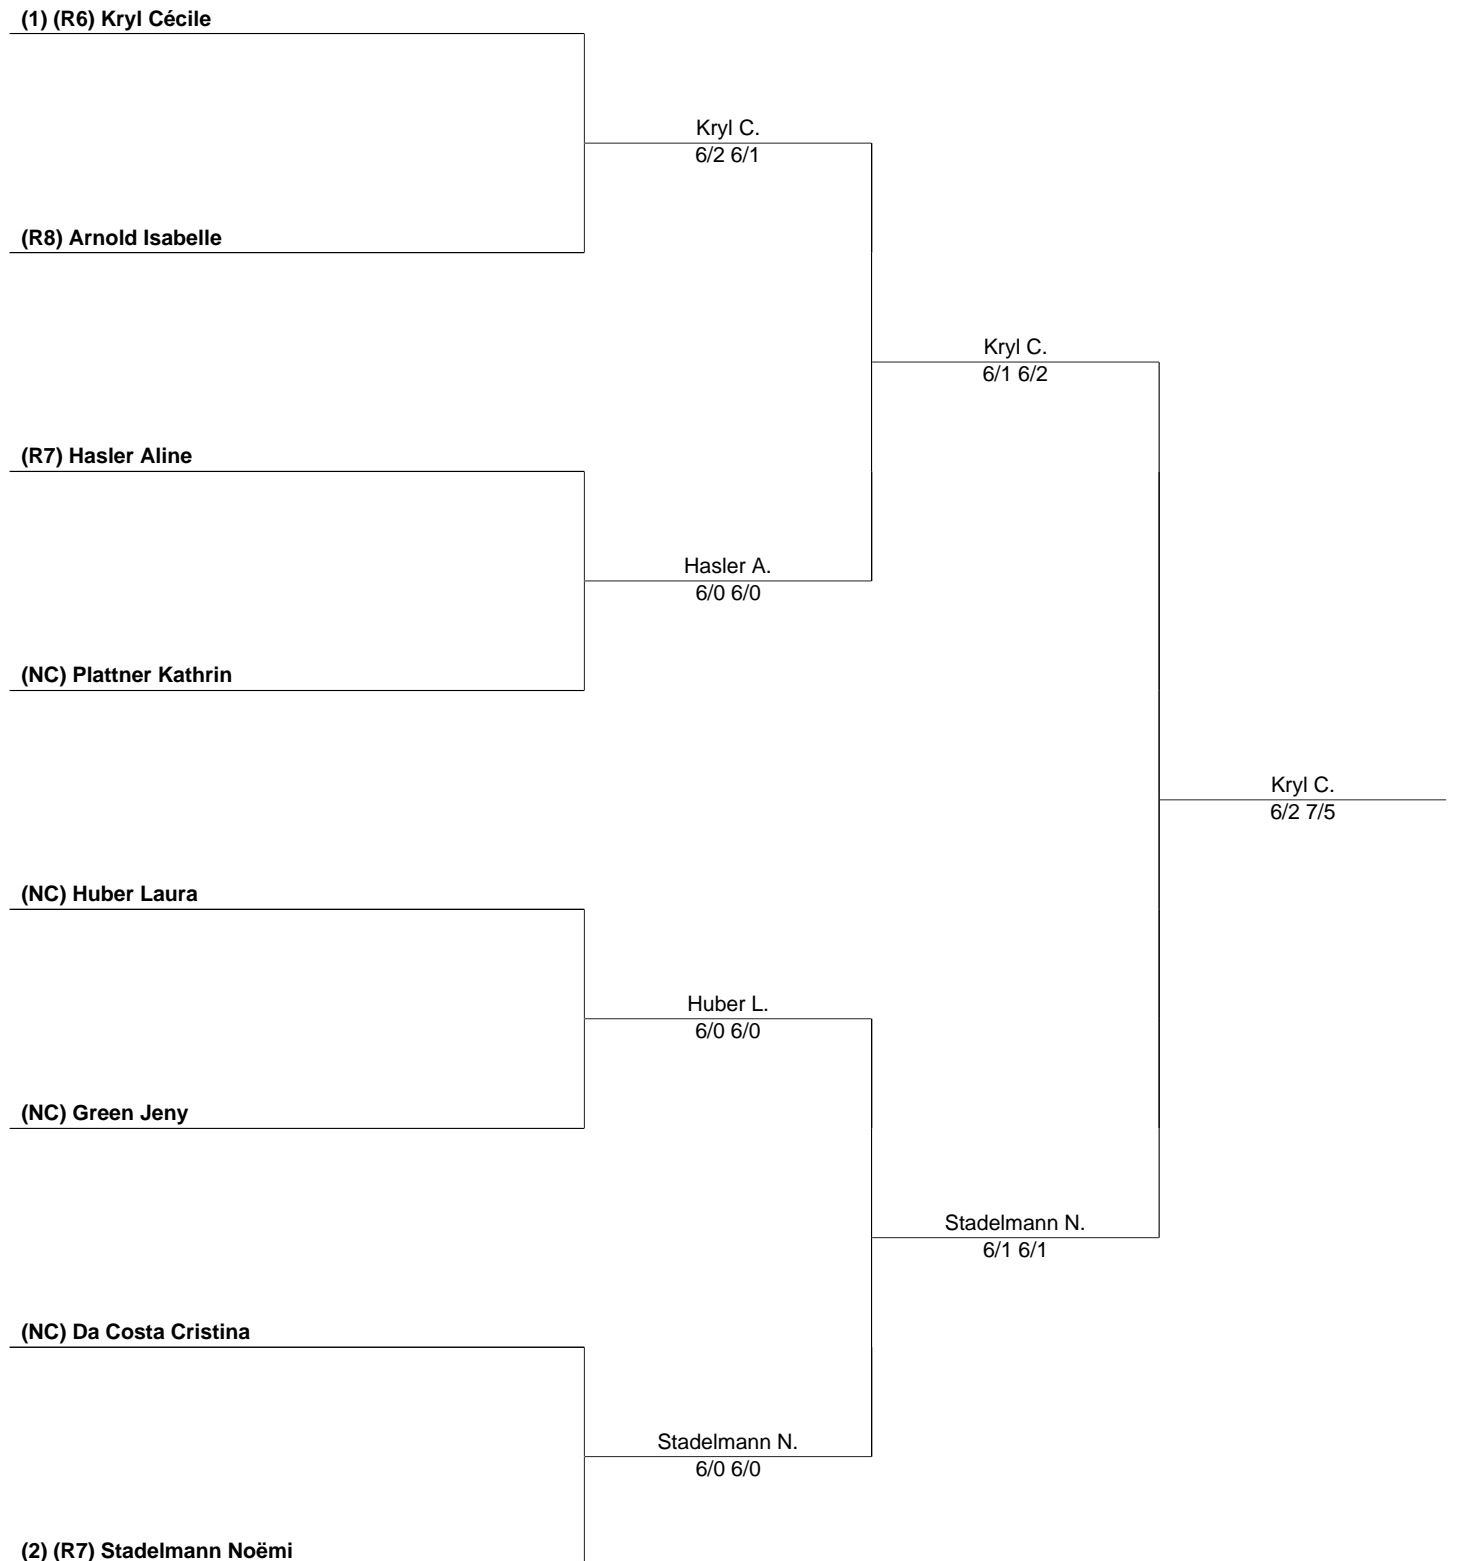 (1) (R6) Kryl Cécile
Kryl C.
6/2 6/1
(R8) Arnold Isabelle
Kryl C.
6/1 6/2
(R7) Hasler Aline
Hasler A.
6/0 6/0
(NC) Plattner Kathrin
Kryl C.
6/2 7/5
(NC) Huber Laura
Huber L.
6/0 6/0
(NC) Green Jeny
Stadelmann N.
6/1 6/1
(NC) Da Costa Cristina
Stadelmann N.
6/0 6/0
(2) (R7) Stadelmann Noëmi